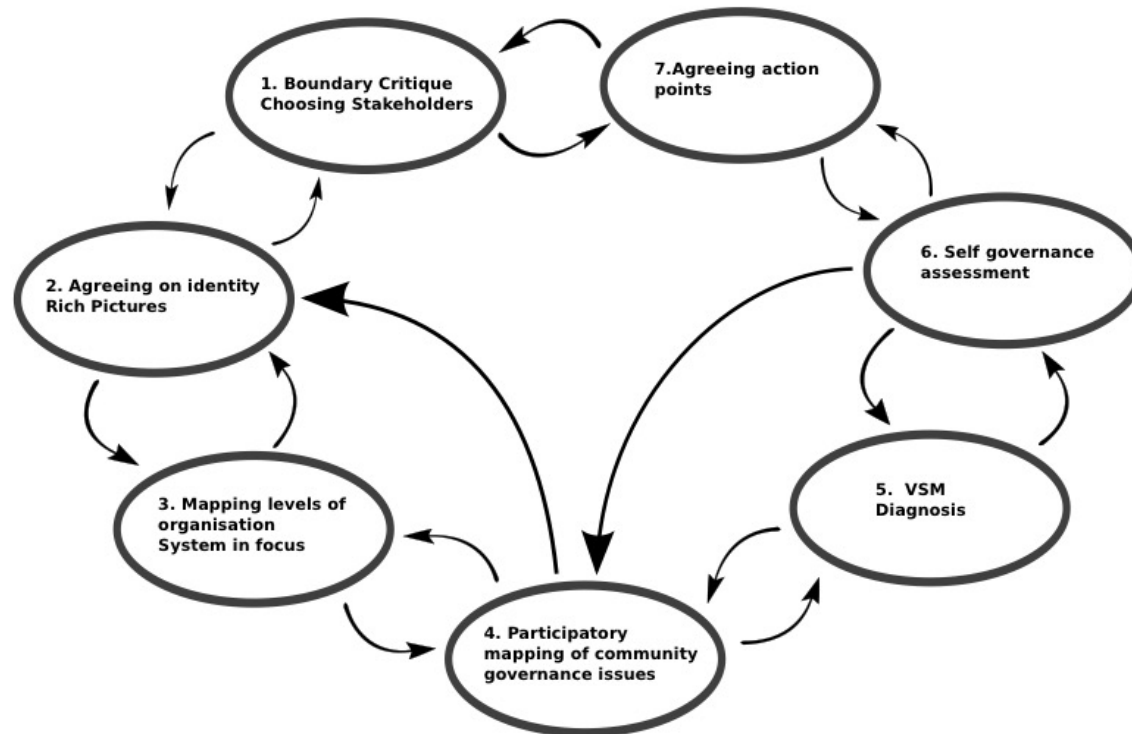 1. Boundary Critique
Choosing Stakeholders
2. Agreeing on identity
Rich Pictures
3. Mapping levels of
organisation
System in focus
4. Participatory
mapping of community
governance issues
5. VSM
Diagnosis
6. Self governance
assessment
7.Agreeing action
points